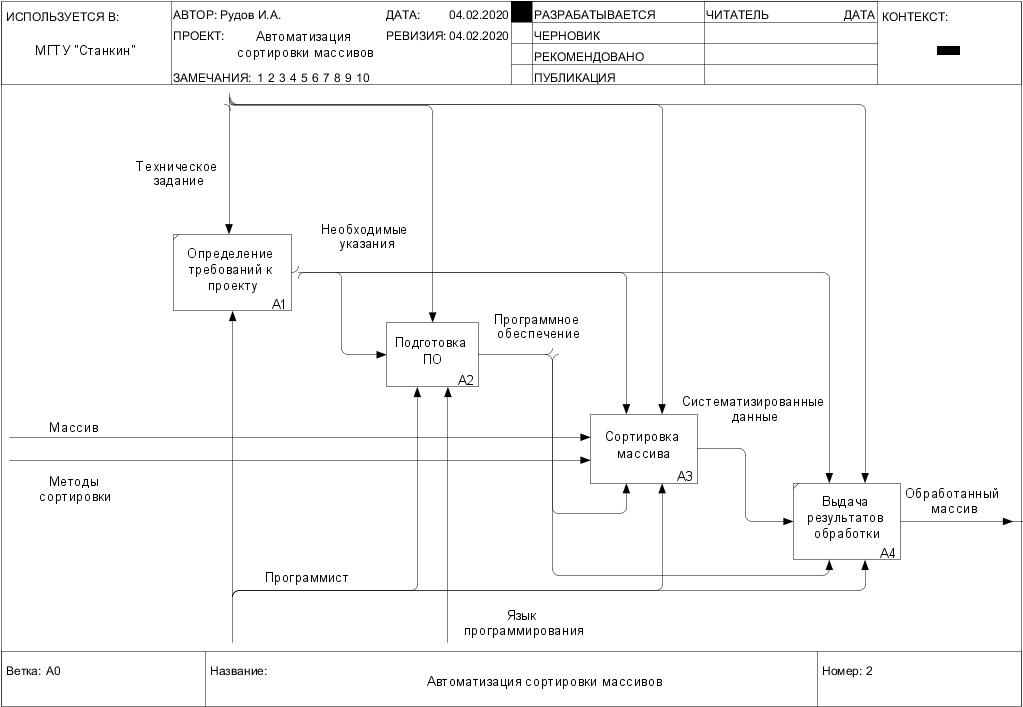 ИСПОЛЬЗУЕТСЯ В:
МГТУ "Станкин"
АВТОР: Рудов И.А.
ДАТА: 04.02.2020
ПРОЕКТ: Автоматизация
сортировки массивов
РЕВИЗИЯ: 04.02.2020
ЗАМЕЧАНИЯ: 1 2 3 4 5 6 7 8 9 10
РАЗРАБАТЫВАЕТСЯ
ЧЕРНОВИК
РЕКОМЕНДОВАНО
ПУБЛИКАЦИЯ
ЧИТАТЕЛЬ ДАТА
КОНТЕКСТ:
Техническое
задание
Необходимые
указания
Определение
требований к
проекту
A1
Программное
обеспечение
Подготовка
ПО
A2
Систематизированные
данные
Массив
Сортировка
массива
A3
Методы
сортировки
Обработанный
массив
Выдача
результатов
обработки
A4
Программист
Язык
программирования
Ветка: A0
Название:
Автоматизация сортировки массивов
Номер: 2